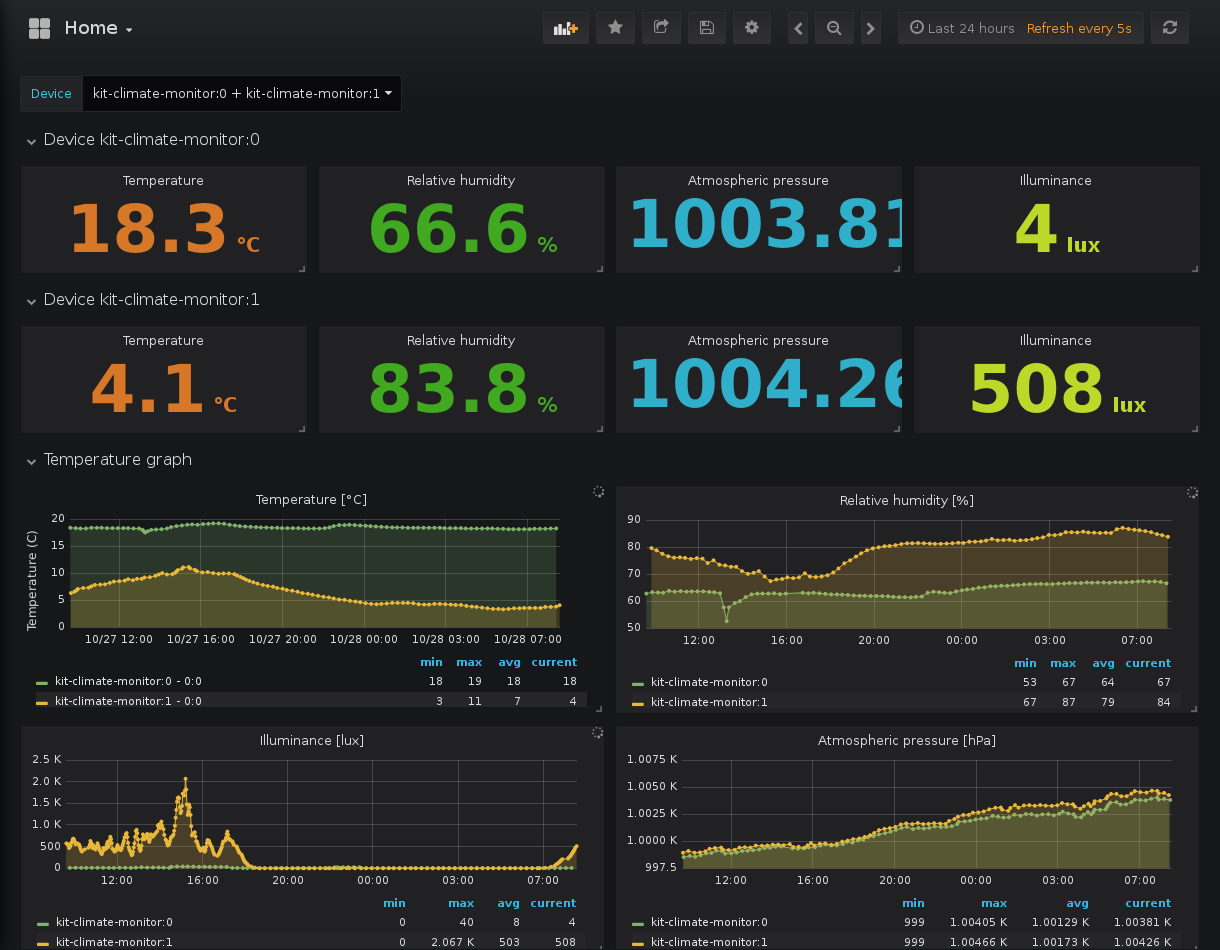 Home
Last 24 hours Refresh every 5s
Device kit-climate-monitor:0 + kit-climate-monitor:1
Device kit-climate-monitor:0
Temperature
18.3 °C
Relative humidity
66.6 %
Atmospheric pressure
1003.81
Illuminance
4 lux
Device kit-climate-monitor:1
Temperature
4.1 °C
Relative humidity
83.8 %
Atmospheric pressure
1004.26
Illuminance
508 lux
Temperature graph
Temperature [°C]
Temperature (C)
20
15
10
5
0
10/27 12:00 10/27 16:00 10/27 20:00 10/28 00:00 10/28 03:00 10/28 07:00
min max avg current
kit-climate-monitor:0 - 0:0 18 19 18 18
kit-climate-monitor:1 - 0:0 3 11 7 4
Relative humidity [%]
90
80
70
60
50
12:00 16:00 20:00 00:00 03:00 07:00
min max avg current
kit-climate-monitor:0 53 67 64 67
kit-climate-monitor:1 67 87 79 84
Illuminance [lux]
2.5 K
2.0 K
1.5 K
1.0 K
500
0
12:00 16:00 20:00 00:00 03:00 07:00
min max avg current
kit-climate-monitor:0 0 40 8 4
kit-climate-monitor:1 0 2.067 K 503 508
Atmospheric pressure [hPa]
1.0075 K
1.0050 K
1.0025 K
1.0000 K
997.5
12:00 16:00 20:00 00:00 03:00 07:00
min max avg current
kit-climate-monitor:0 999 1.00405 K 1.00129 K 1.00381 K
kit-climate-monitor:1 999 1.00466 K 1.00173 K 1.00426 K